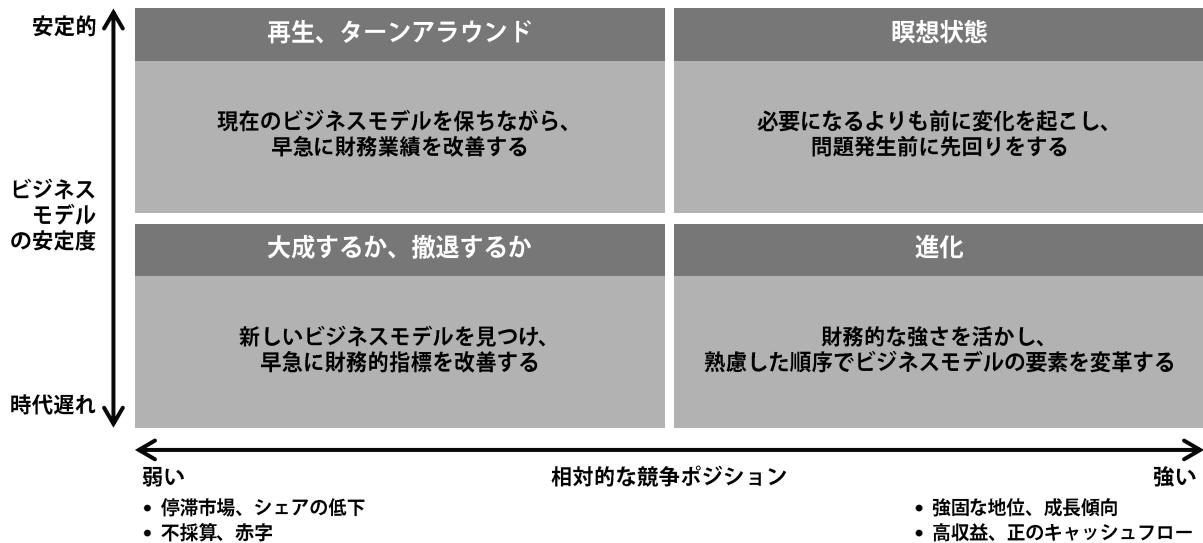 安定的
再生、ターンアラウンド
瞑想状態
現在のビジネスモデルを保ちながら、
早急に財務業績を改善する
必要になるよりも前に変化を起こし、
問題発生前に先回りをする
ビジネス
モデル
の安定度
大成するか、撤退するか
進化
新しいビジネスモデルを見つけ、
早急に財務的指標を改善する
財務的な強さを活かし、
熟慮した順序でビジネスモデルの要素を変革する
時代遅れ
弱い
相対的な競争ポジション
強い
• 停滞市場、シェアの低下
• 不採算、赤字
• 強固な地位、成長傾向
• 高収益、正のキャッシュフロー